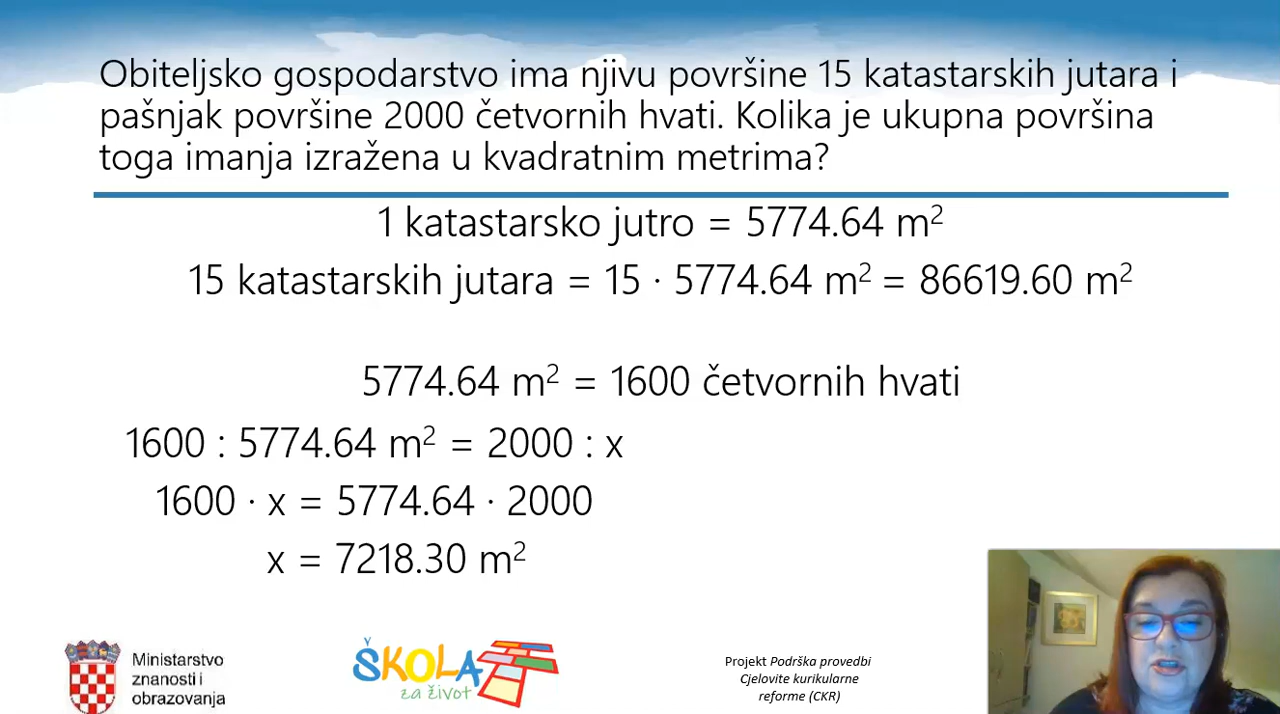 Obiteljsko gospodarstvo ima njivu površine 15 katastarskih jutara i
pašnjak površine 2000 četvornih hvati. Kolika je ukupna površina
toga imanja izražena u kvadratnim metrima?
1 katastarsko jutro = 5774.64 m²
15 katastarskih jutara = 15 · 5774.64 m² = 86619.60 m²
5774.64 m² = 1600 četvornih hvati
1600 : 5774.64 m² = 2000 : x
1600 · x = 5774.64 · 2000
x = 7218.30 m²
Ministarstvo
znanosti i
obrazovanja
ŠKOLA
za život
Projekt Podrška provedbi
Cjelovite kurikularne
reforme (CKR)